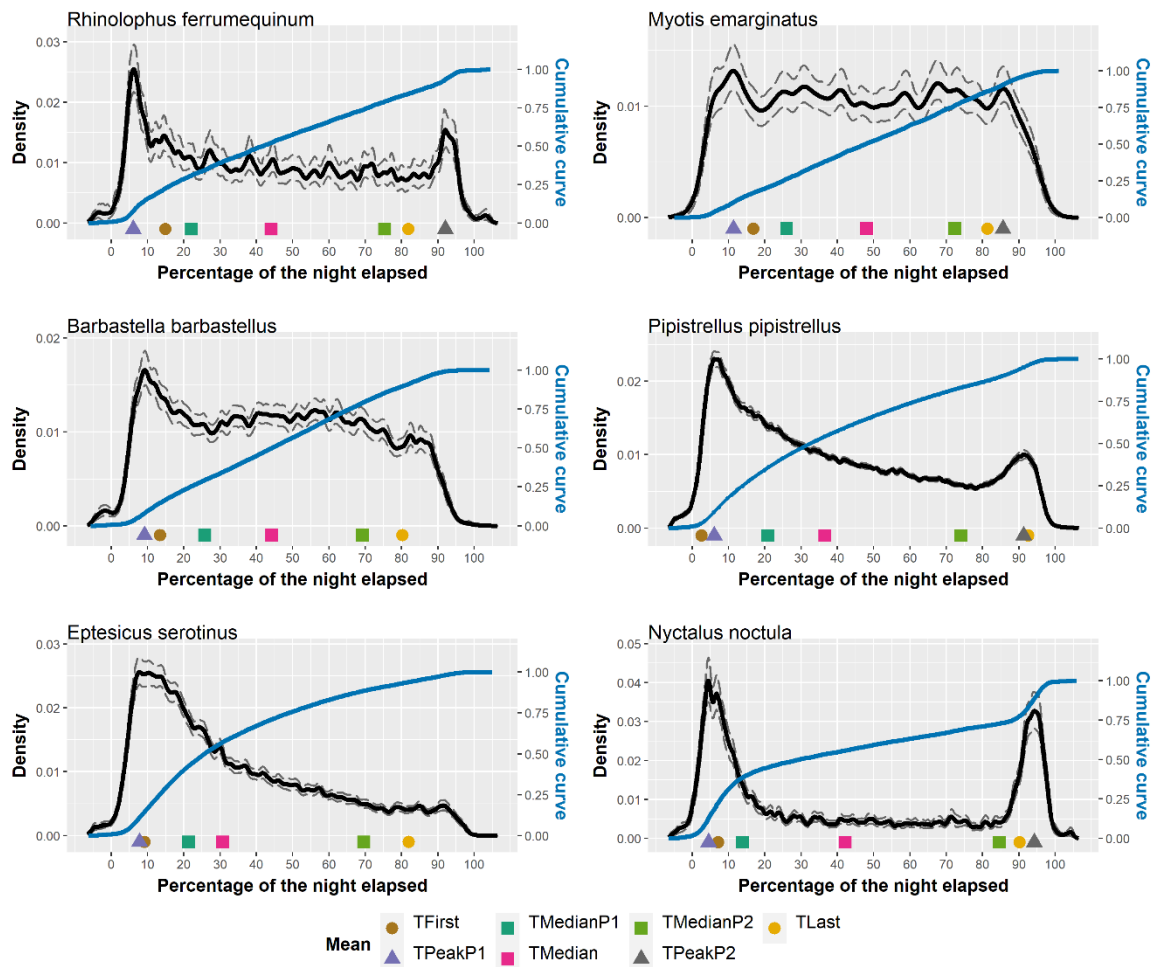 Rhinolophus ferrumequinum
Myotis emarginatus
0.03
0.02
0.01
0.00
Density
1.00
0.75
0.50
0.25
0.00
Cumulative curve
0 10 20 30 40 50 60 70 80 90 100
Percentage of the night elapsed
0.01
0.00
Density
1.00
0.75
0.50
0.25
0.00
Cumulative curve
0 10 20 30 40 50 60 70 80 90 100
Percentage of the night elapsed
Barbastella barbastellus
Pipistrellus pipistrellus
0.02
0.01
0.00
Density
1.00
0.75
0.50
0.25
0.00
Cumulative curve
0 10 20 30 40 50 60 70 80 90 100
Percentage of the night elapsed
0.02
0.01
0.00
Density
1.00
0.75
0.50
0.25
0.00
Cumulative curve
0 10 20 30 40 50 60 70 80 90 100
Percentage of the night elapsed
Eptesicus serotinus
Nyctalus noctula
0.03
0.02
0.01
0.00
Density
1.00
0.75
0.50
0.25
0.00
Cumulative curve
0 10 20 30 40 50 60 70 80 90 100
Percentage of the night elapsed
0.05
0.04
0.03
0.02
0.01
0.00
Density
1.00
0.75
0.50
0.25
0.00
Cumulative curve
0 10 20 30 40 50 60 70 80 90 100
Percentage of the night elapsed
Mean
TFirst TMedianP1 TMedianP2 TLast
TPeakP1 TMedian TPeakP2